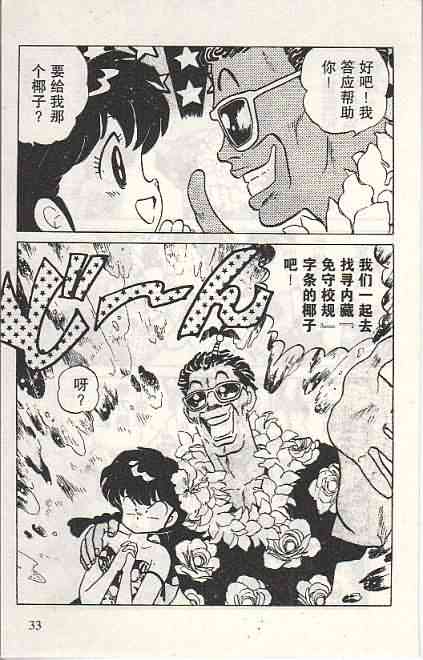 好吧！我
答应帮助
你！
要给我那
个椰子？
我们一起去
找寻内藏『
免守校规』
字条的椰子
吧！
じ〜ん
呀？
33